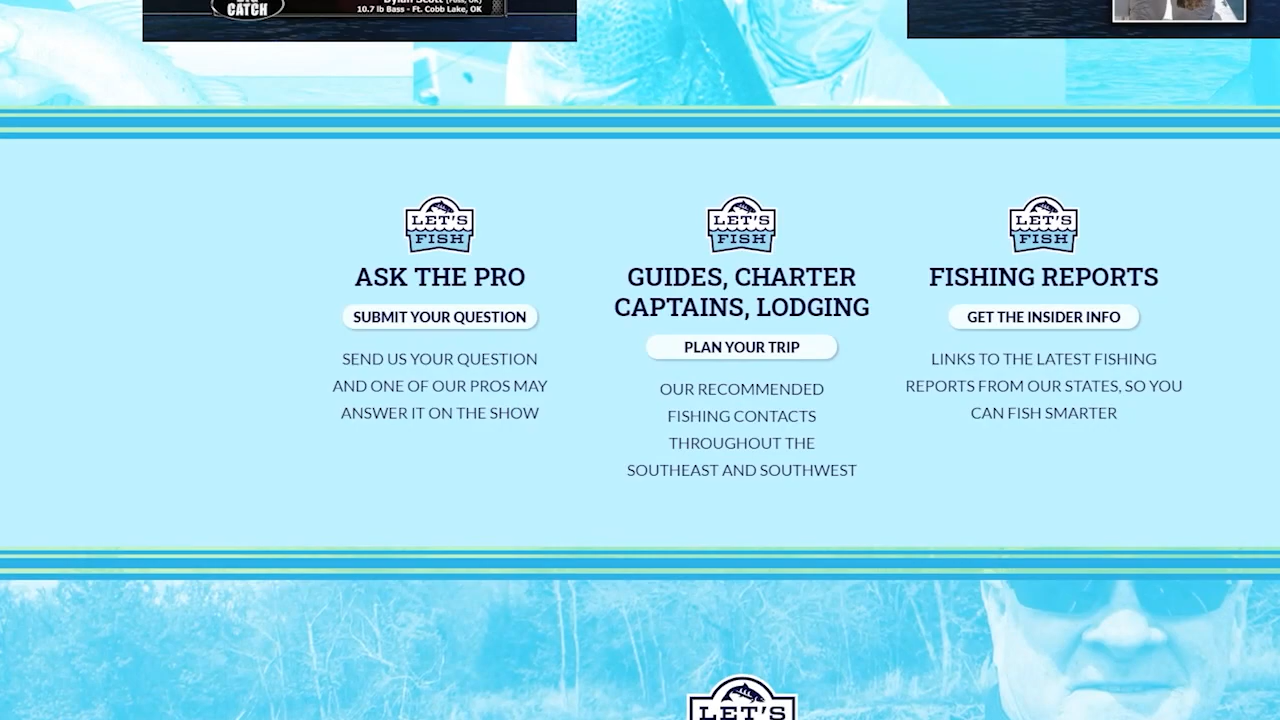 CATCH
10.7 lb Bass - Ft. Cobb Lake, OK
LET'S
FISH
ASK THE PRO
SUBMIT YOUR QUESTION
SEND US YOUR QUESTION
AND ONE OF OUR PROS MAY
ANSWER IT ON THE SHOW
LET'S
FISH
GUIDES, CHARTER
CAPTAINS, LODGING
PLAN YOUR TRIP
OUR RECOMMENDED
FISHING CONTACTS
THROUGHOUT THE
SOUTHEAST AND SOUTHWEST
LET'S
FISH
FISHING REPORTS
GET THE INSIDER INFO
LINKS TO THE LATEST FISHING
REPORTS FROM OUR STATES, SO YOU
CAN FISH SMARTER
LET'S